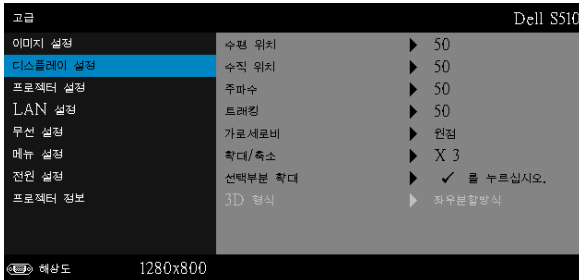 고급 Dell S510
이미지 설정
디스플레이 설정
프로젝터 설정
LAN 설정
무선 설정
메뉴 설정
전원 설정
프로젝터 정보
수평 위치 50
수직 위치 50
주파수 50
트래킹 50
가로세로비 원점
확대/축소 X 3
선택부분 확대 ✓ 를 누르십시오.
3D 형식 좌우분할방식
해상도 1280x800